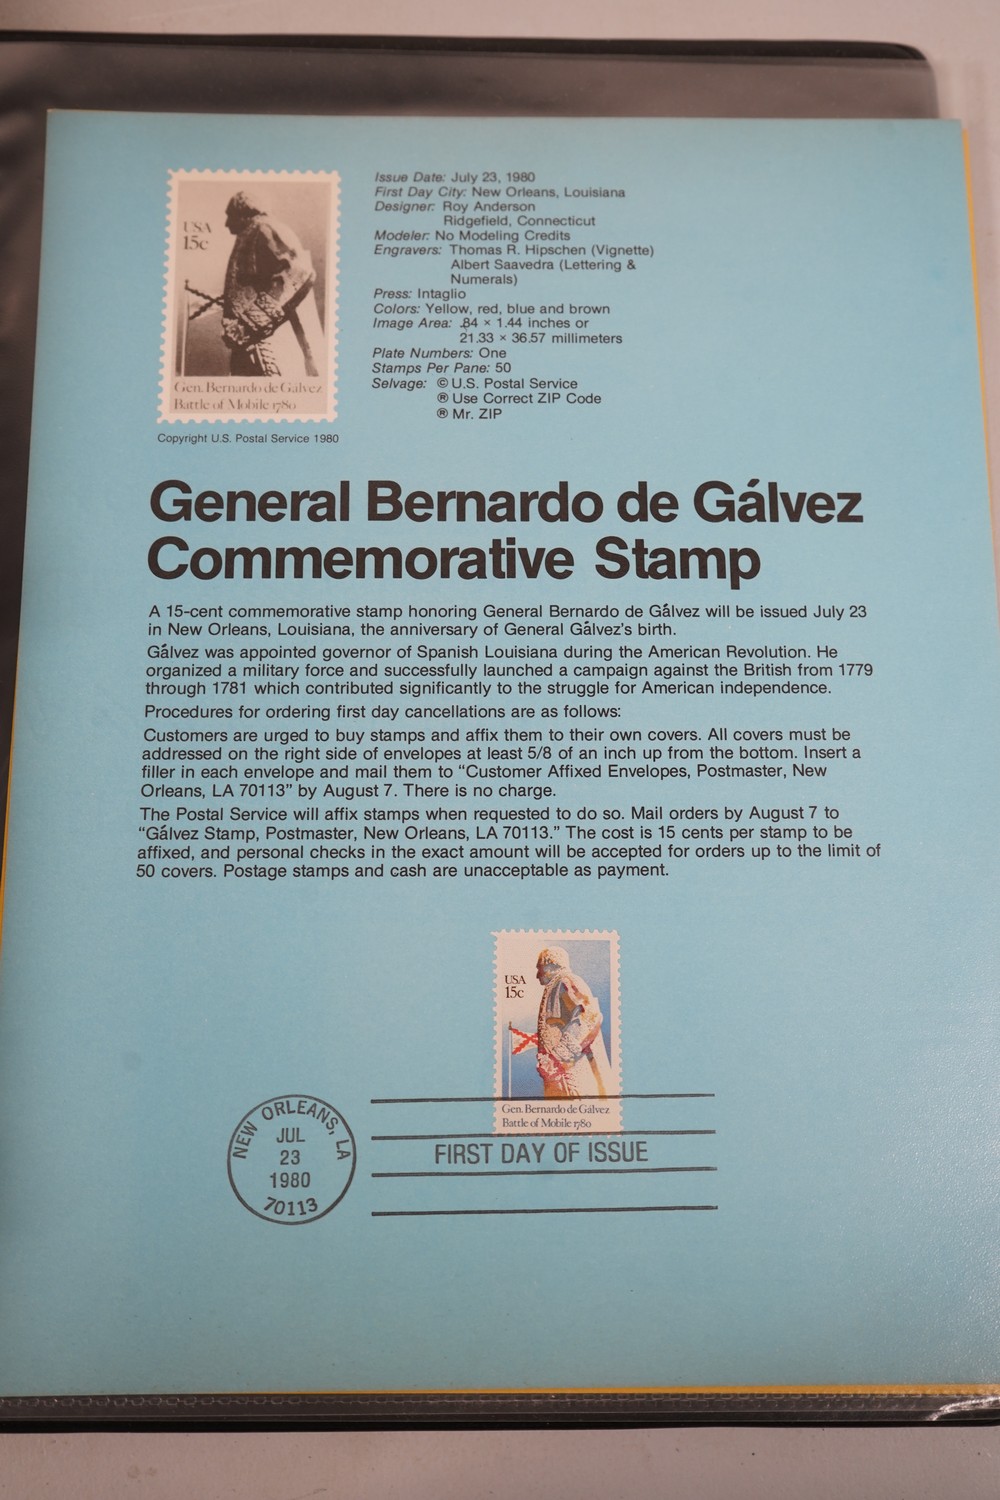 USA
15c
Gen. Bernardo de Gálvez
Battle of Mobile 1780
Copyright U.S. Postal Service 1980
Issue Date: July 23, 1980
First Day City: New Orleans, Louisiana
Designer: Roy Anderson
Ridgefield, Connecticut
Modeler: No Modeling Credits
Engravers: Thomas R. Hipschen (Vignette)
Albert Saavedra (Lettering &
Numerals)
Press: Intaglio
Colors: Yellow, red, blue and brown
Image Area: .84 × 1.44 inches or
21.33 × 36.57 millimeters
Plate Numbers: One
Stamps Per Pane: 50
Selvage: © U.S. Postal Service
® Use Correct ZIP Code
® Mr. ZIP
General Bernardo de Gálvez
Commemorative Stamp
A 15-cent commemorative stamp honoring General Bernardo de Gálvez will be issued July 23
in New Orleans, Louisiana, the anniversary of General Gálvez's birth.
Gálvez was appointed governor of Spanish Louisiana during the American Revolution. He
organized a military force and successfully launched a campaign against the British from 1779
through 1781 which contributed significantly to the struggle for American independence.
Procedures for ordering first day cancellations are as follows:
Customers are urged to buy stamps and affix them to their own covers. All covers must be
addressed on the right side of envelopes at least 5/8 of an inch up from the bottom. Insert a
filler in each envelope and mail them to "Customer Affixed Envelopes, Postmaster, New
Orleans, LA 70113" by August 7. There is no charge.
The Postal Service will affix stamps when requested to do so. Mail orders by August 7 to
"Gálvez Stamp, Postmaster, New Orleans, LA 70113." The cost is 15 cents per stamp to be
affixed, and personal checks in the exact amount will be accepted for orders up to the limit of
50 covers. Postage stamps and cash are unacceptable as payment.
USA
15c
Gen. Bernardo de Gálvez
Battle of Mobile 1780
NEW ORLEANS, LA
JUL
23
1980
70113
FIRST DAY OF ISSUE